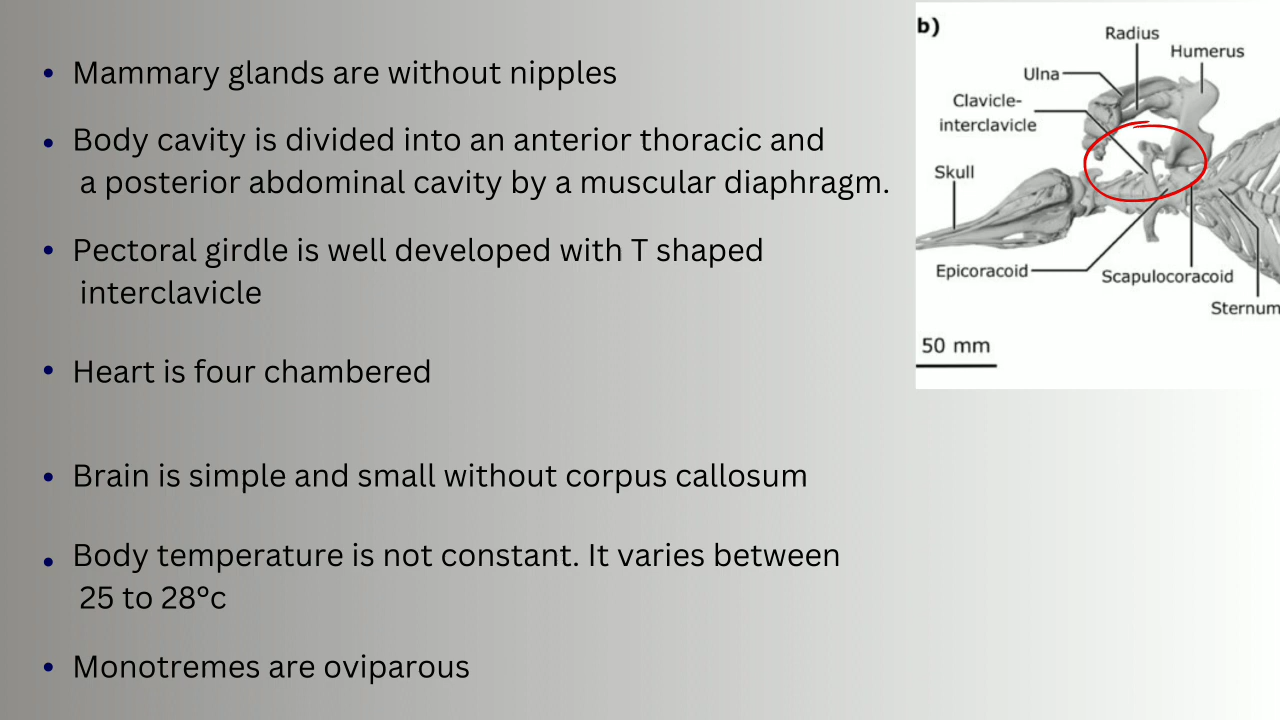 • Mammary glands are without nipples
• Body cavity is divided into an anterior thoracic and
a posterior abdominal cavity by a muscular diaphragm.
• Pectoral girdle is well developed with T shaped
interclavicle
• Heart is four chambered
• Brain is simple and small without corpus callosum
• Body temperature is not constant. It varies between
25 to 28°c
• Monotremes are oviparous
b)
Radius
Humerus
Ulna
Clavicle-
interclavicle
Skull
Epicoracoid
Scapulocoracoid
Sternum
50 mm